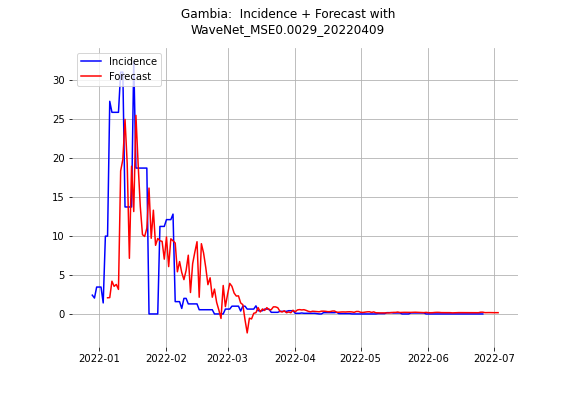 Gambia:  Incidence + Forecast with
WaveNet_MSE0.0029_20220409
Incidence
Forecast
30
25
20
15
10
5
0
2022-01 2022-02 2022-03 2022-04 2022-05 2022-06 2022-07